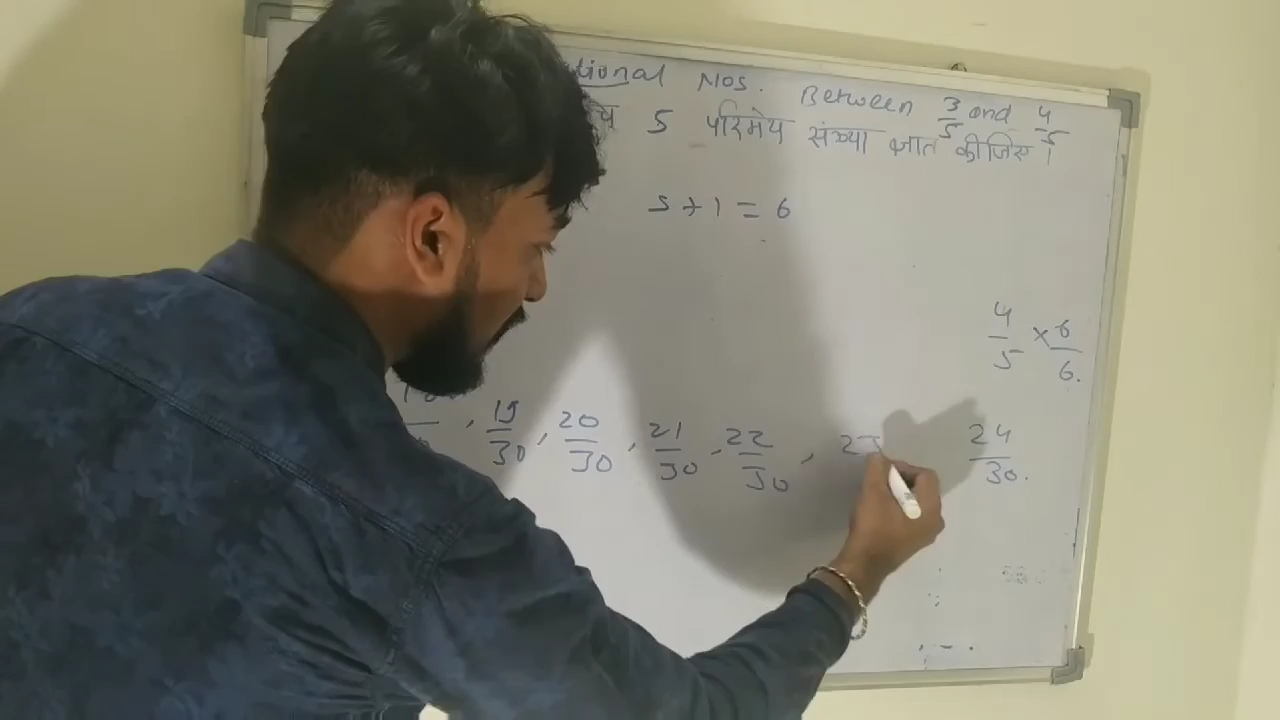 tional Nos. Between 3/5 and 4/5
5 परिमेय संख्या ज्ञात कीजिए।
5+1=6
4/5 × 6/6.
, 19/30, 20/30, 21/30, 22/30, 24/30.